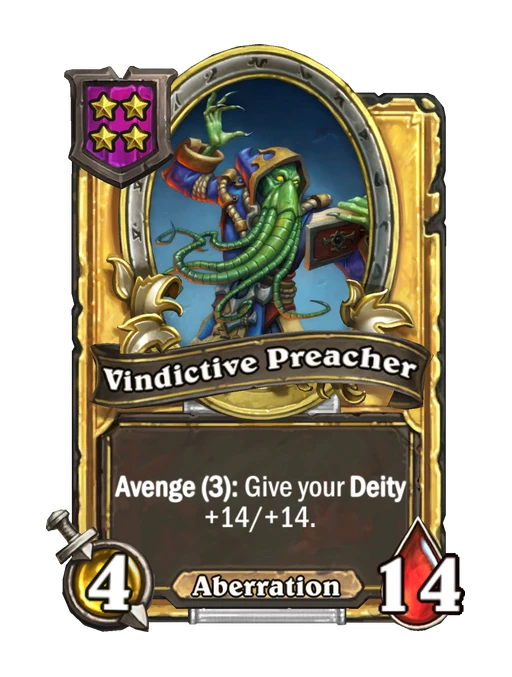 Vindictive Preacher
Avenge (3): Give your Deity
+14/+14.
4
Aberration
14